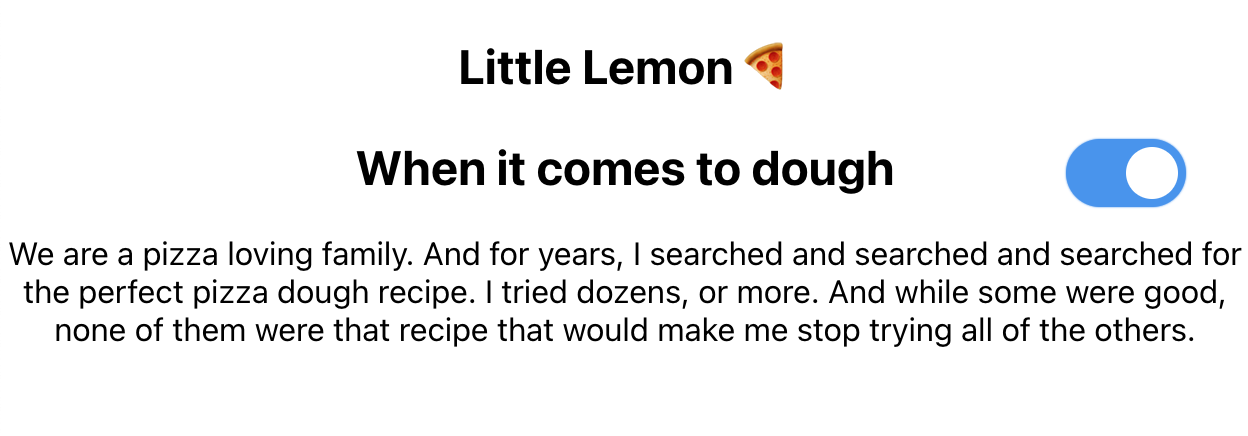 Little Lemon 🍕
When it comes to dough
We are a pizza loving family. And for years, I searched and searched and searched for
the perfect pizza dough recipe. I tried dozens, or more. And while some were good,
none of them were that recipe that would make me stop trying all of the others.